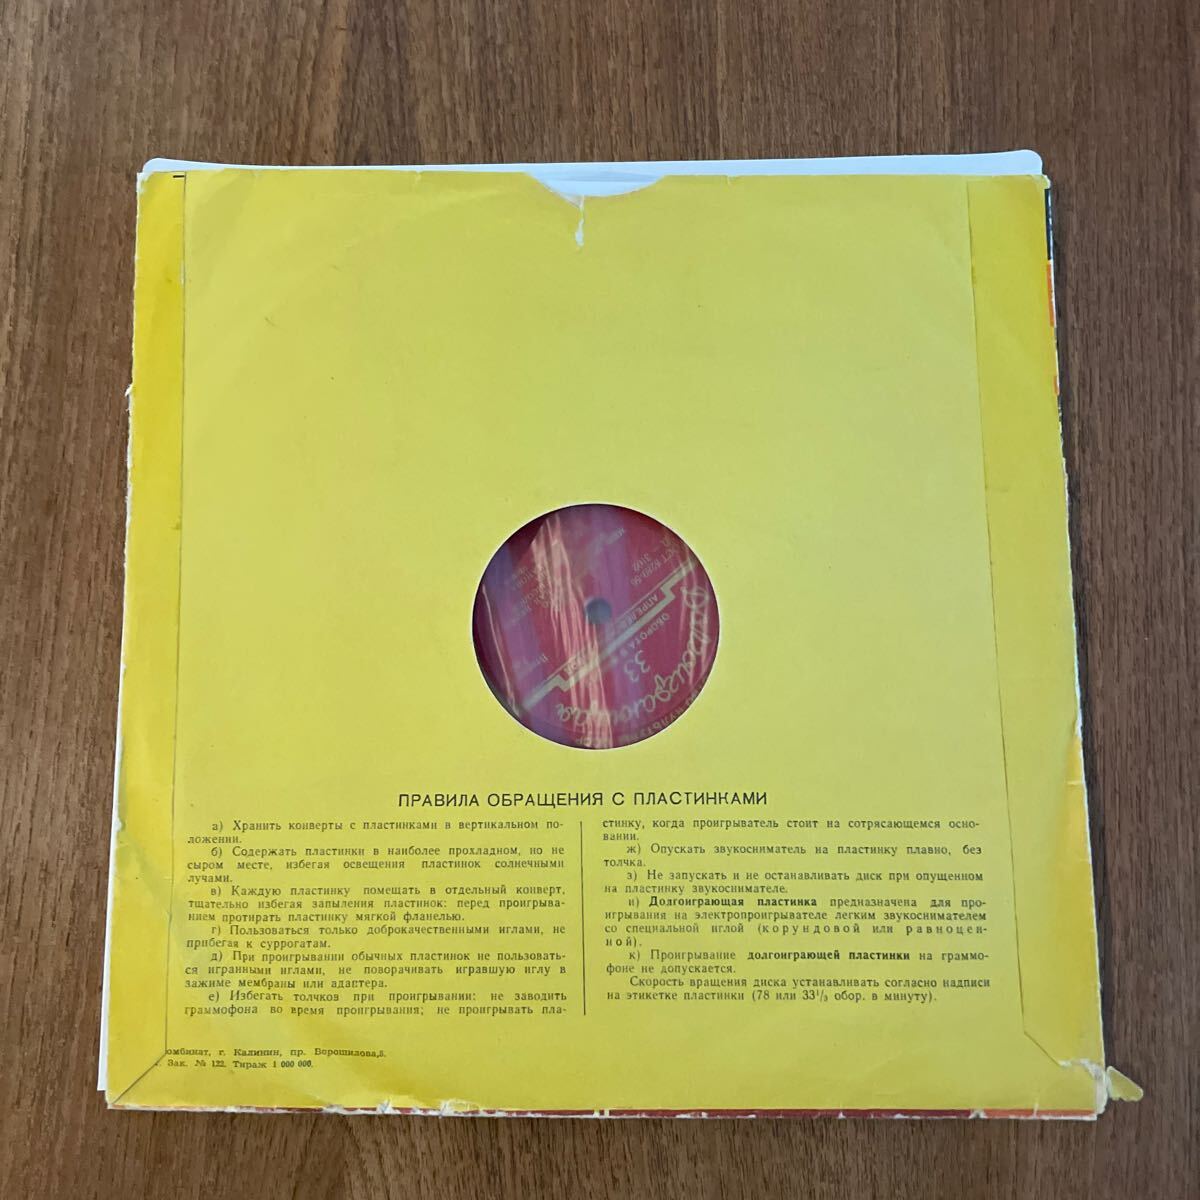 ПРАВИЛА ОБРАЩЕНИЯ С ПЛАСТИНКАМИ
а) Хранить конверты с пластинками в вертикальном по-
ложении.
б) Содержать пластинки в наиболее прохладном, но не
сыром месте, избегая освещения пластинок солнечными
лучами.
в) Каждую пластинку помещать в отдельный конверт,
тщательно избегая запыления пластинок: перед проигрыва-
нием протирать пластинку мягкой фланелью.
г) Пользоваться только доброкачественными иглами, не
прибегая к суррогатам.
д) При проигрывании обычных пластинок не пользовать-
ся игранными иглами, не поворачивать игравшую иглу в
зажиме мембраны или адаптера.
е) Избегать толчков при проигрывании: не заводить
граммофона во время проигрывания; не проигрывать пла-
стинку, когда проигрыватель стоит на сотрясающемся осно-
вании.
ж) Опускать звукосниматель на пластинку плавно, без
толчка.
з) Не запускать и не останавливать диск при опущенном
на пластинку звукоснимателе.
и) Долгоиграющая пластинка предназначена для про-
игрывания на электропроигрывателе легким звукоснимателем
со специальной иглой (корундовой или равноцен-
ной).
к) Проигрывание долгоиграющей пластинки на граммо-
фоне не допускается.
Скорость вращения диска устанавливать согласно надписи
на этикетке пластинки (78 или 33⅓ обор. в минуту).
омбинат, г. Калинин, пр. Ворошилова,5.
Зак. № 122. Тираж 1 000 000.
5289-56
3102
АПРЕЛЕ
ОБОРОТА В
33
Долгоиграющая
КУЛЬТУРЫ